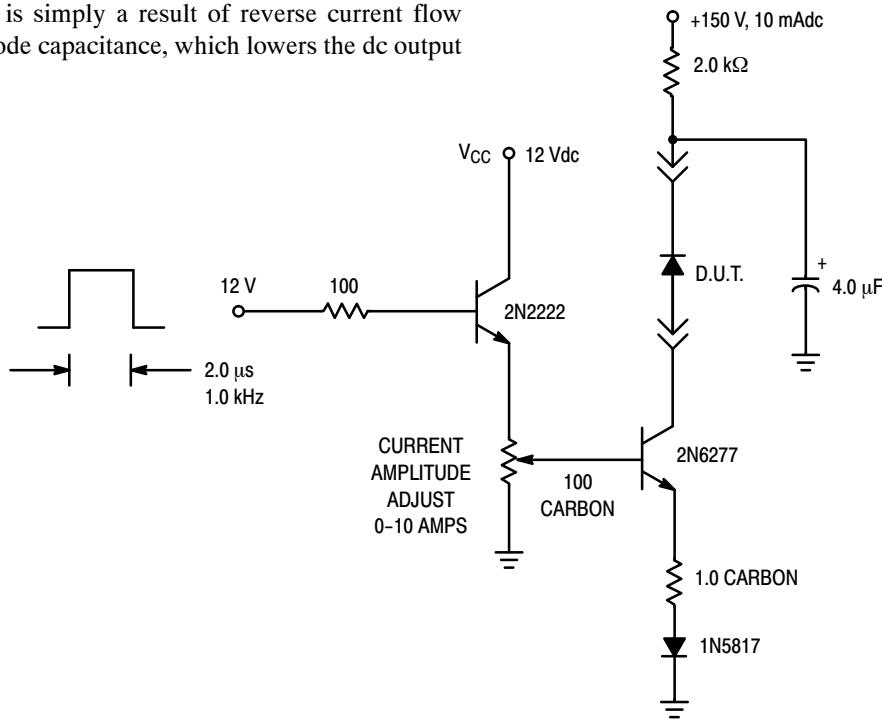 is simply a result of reverse current flow
ode capacitance, which lowers the dc output
+150 V, 10 mAdc
2.0 kΩ
VCC 12 Vdc
12 V
100
2N2222
D.U.T.
+
4.0 μF
2.0 μs
1.0 kHz
CURRENT
AMPLITUDE
ADJUST
0-10 AMPS
100
CARBON
2N6277
1.0 CARBON
1N5817